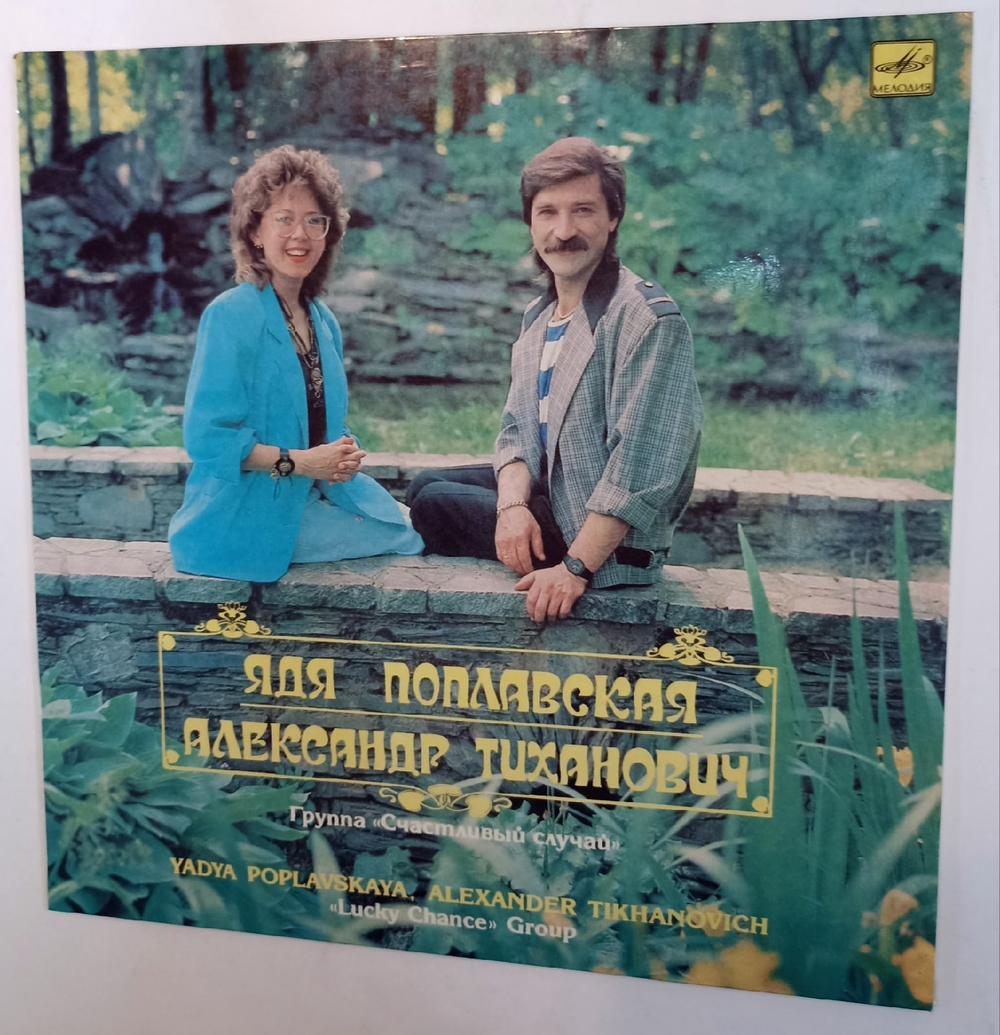 МЕЛОДИЯ
ЯДЯ ПОПЛАВСКАЯ
АЛЕКСАНДР ТИХАНОВИЧ
Группа «Счастливый случай»
YADYA POPLAVSKAYA, ALEXANDER TIKHANOVICH
«Lucky Chance» Group